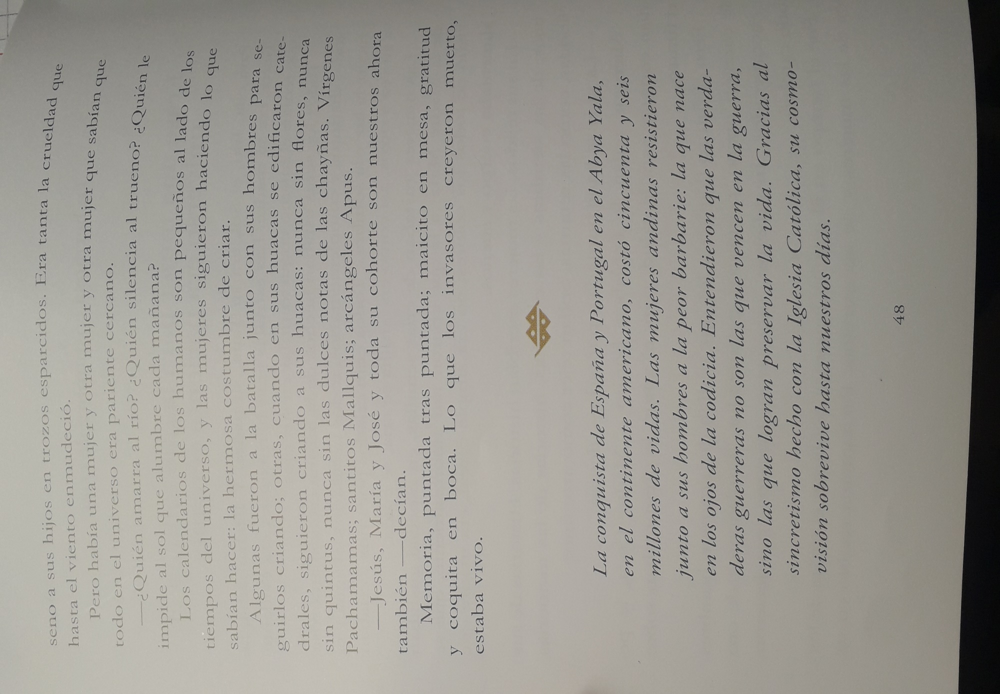 seno a sus hijos en trozos esparcidos. Era tanta la crueldad que
hasta el viento enmudeció.
Pero había una mujer y otra mujer y otra mujer que sabían que
todo en el universo era pariente cercano.
—¿Quién amarra al río? ¿Quién silencia al trueno? ¿Quién le
impide al sol que alumbre cada mañana?
Los calendarios de los humanos son pequeños al lado de los
tiempos del universo, y las mujeres siguieron haciendo lo que
sabían hacer: la hermosa costumbre de criar.
Algunas fueron a la batalla junto con sus hombres para se-
guirlos criando; otras, cuando en sus huacas se edificaron cate-
drales, siguieron criando a sus huacas: nunca sin flores, nunca
sin quintus, nunca sin las dulces notas de las chayñas. Vírgenes
Pachamamas; santitos Mallquis; arcángeles Apus.
—Jesús, María y José y toda su cohorte son nuestros ahora
también —decían.
Memoria, puntada tras puntada; maicito en mesa, gratitud
y coquita en boca. Lo que los invasores creyeron muerto,
estaba vivo.
La conquista de España y Portugal en el Abya Yala,
en el continente americano, costó cincuenta y seis
millones de vidas. Las mujeres andinas resistieron
junto a sus hombres a la peor barbarie: la que nace
en los ojos de la codicia. Entendieron que las verda-
deras guerreras no son las que vencen en la guerra,
sino las que logran preservar la vida. Gracias al
sincretismo hecho con la Iglesia Católica, su cosmo-
visión sobrevive hasta nuestros días.
48